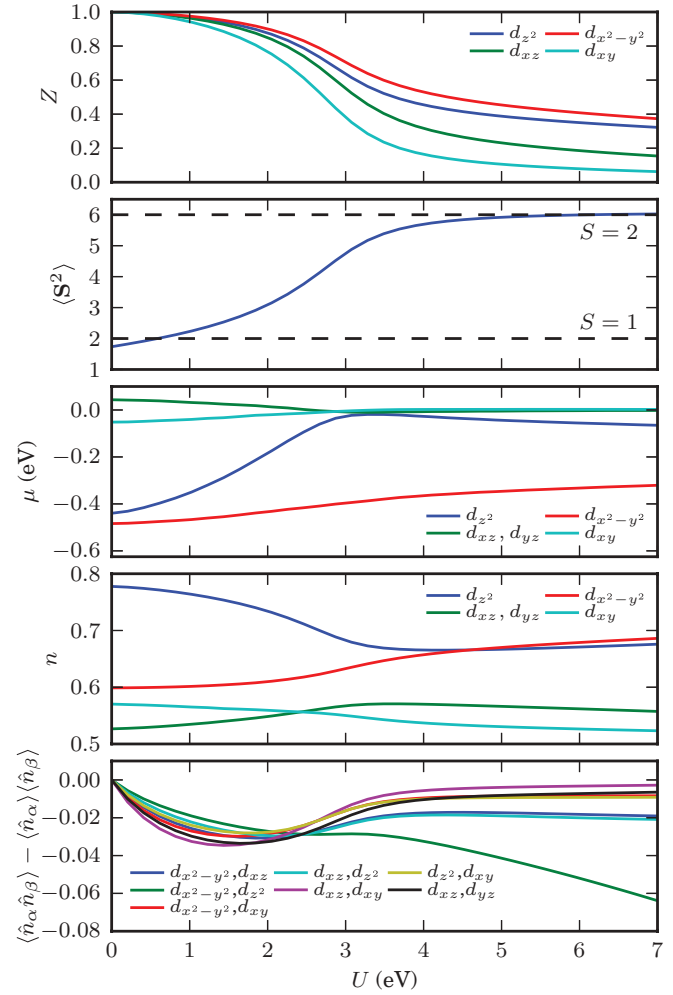 1.0
0.8
0.6
0.4
0.2
0.0
Z
d_{z^2} d_{x^2−y^2}
d_{xz} d_{xy}
6
5
4
3
2
1
⟨S²⟩
S = 2
S = 1
0.0
−0.2
−0.4
−0.6
μ (eV)
d_{z^2} d_{x^2−y^2}
d_{xz}, d_{yz} d_{xy}
0.8
0.7
0.6
0.5
n
d_{z^2} d_{x^2−y^2}
d_{xz}, d_{yz} d_{xy}
0.00
−0.02
−0.04
−0.06
−0.08
⟨n̂_α n̂_β⟩ − ⟨n̂_α⟩⟨n̂_β⟩
d_{x^2−y^2},d_{xz} d_{xz},d_{z^2} d_{z^2},d_{xy}
d_{x^2−y^2},d_{z^2} d_{xz},d_{xy} d_{xz},d_{yz}
d_{x^2−y^2},d_{xy}
0 1 2 3 4 5 6 7
U (eV)